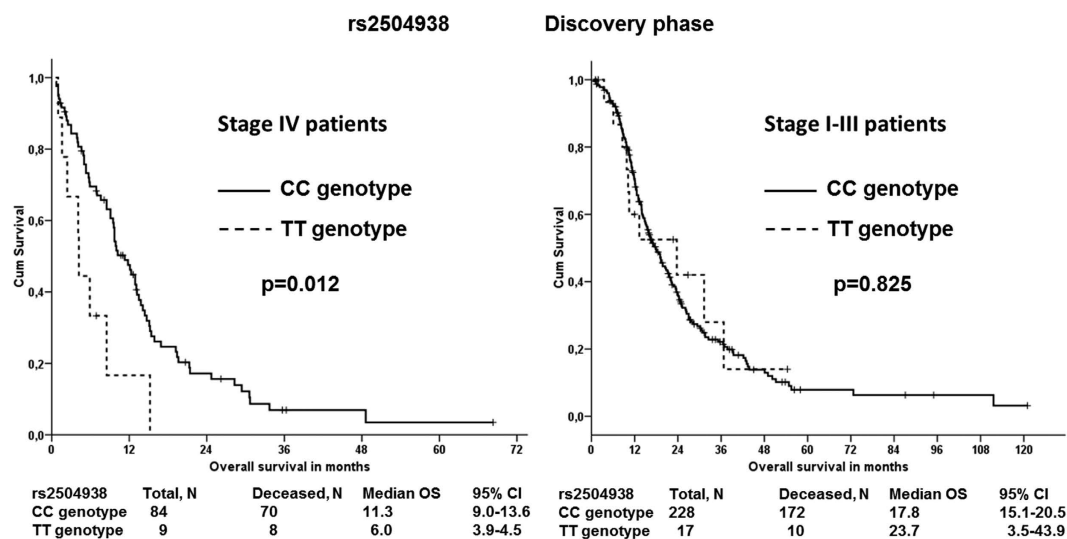 rs2504938 Discovery phase
Stage IV patients
CC genotype
TT genotype
p=0.012
Cum Survival
1,0
0,8
0,6
0,4
0,2
0,0
0 12 24 36 48 60 72
Overall survival in months
rs2504938 Total, N Deceased, N Median OS 95% CI
CC genotype 84 70 11.3 9.0-13.6
TT genotype 9 8 6.0 3.9-4.5
Stage I-III patients
CC genotype
TT genotype
p=0.825
Cum Survival
1,0
0,8
0,6
0,4
0,2
0,0
0 12 24 36 48 60 72 84 96 108 120
Overall survival in months
rs2504938 Total, N Deceased, N Median OS 95% CI
CC genotype 228 172 17.8 15.1-20.5
TT genotype 17 10 23.7 3.5-43.9